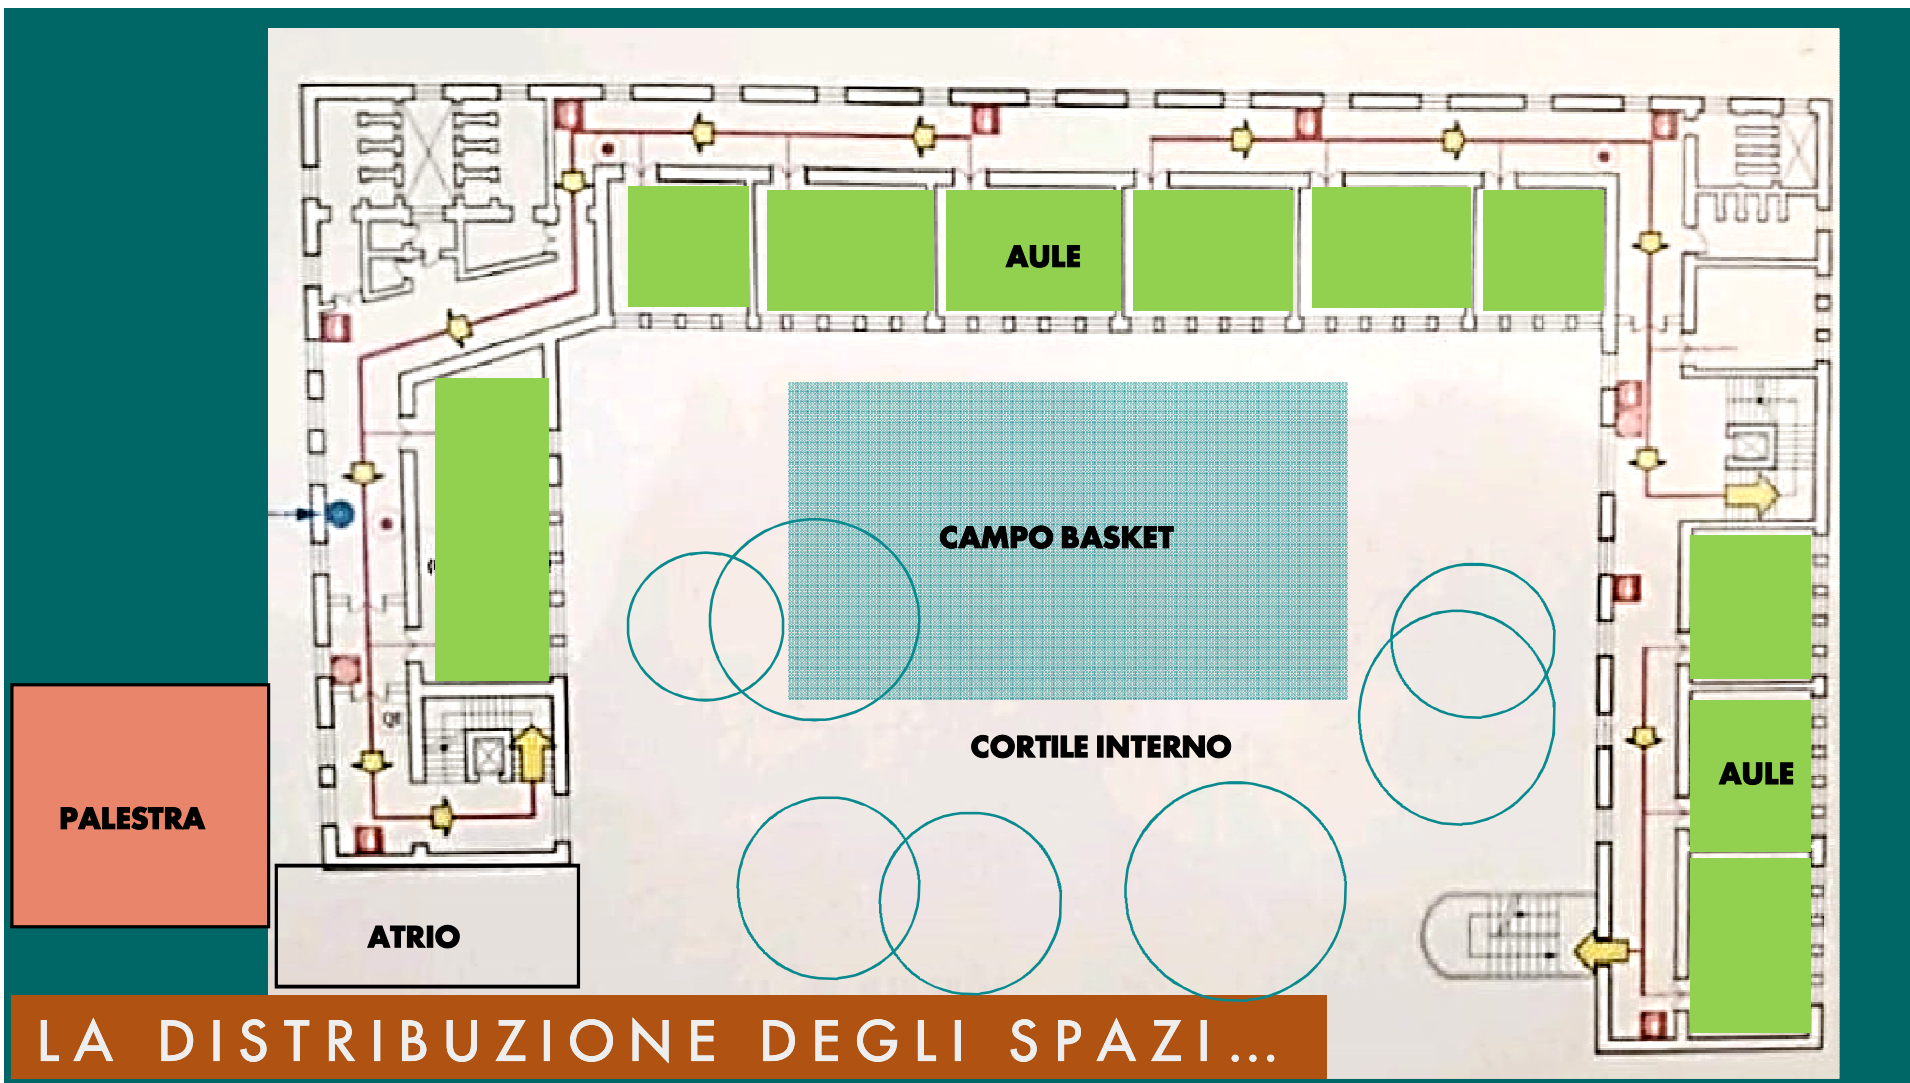 AULE
CAMPO BASKET
CORTILE INTERNO
AULE
PALESTRA
ATRIO
LA DISTRIBUZIONE DEGLI SPAZI...